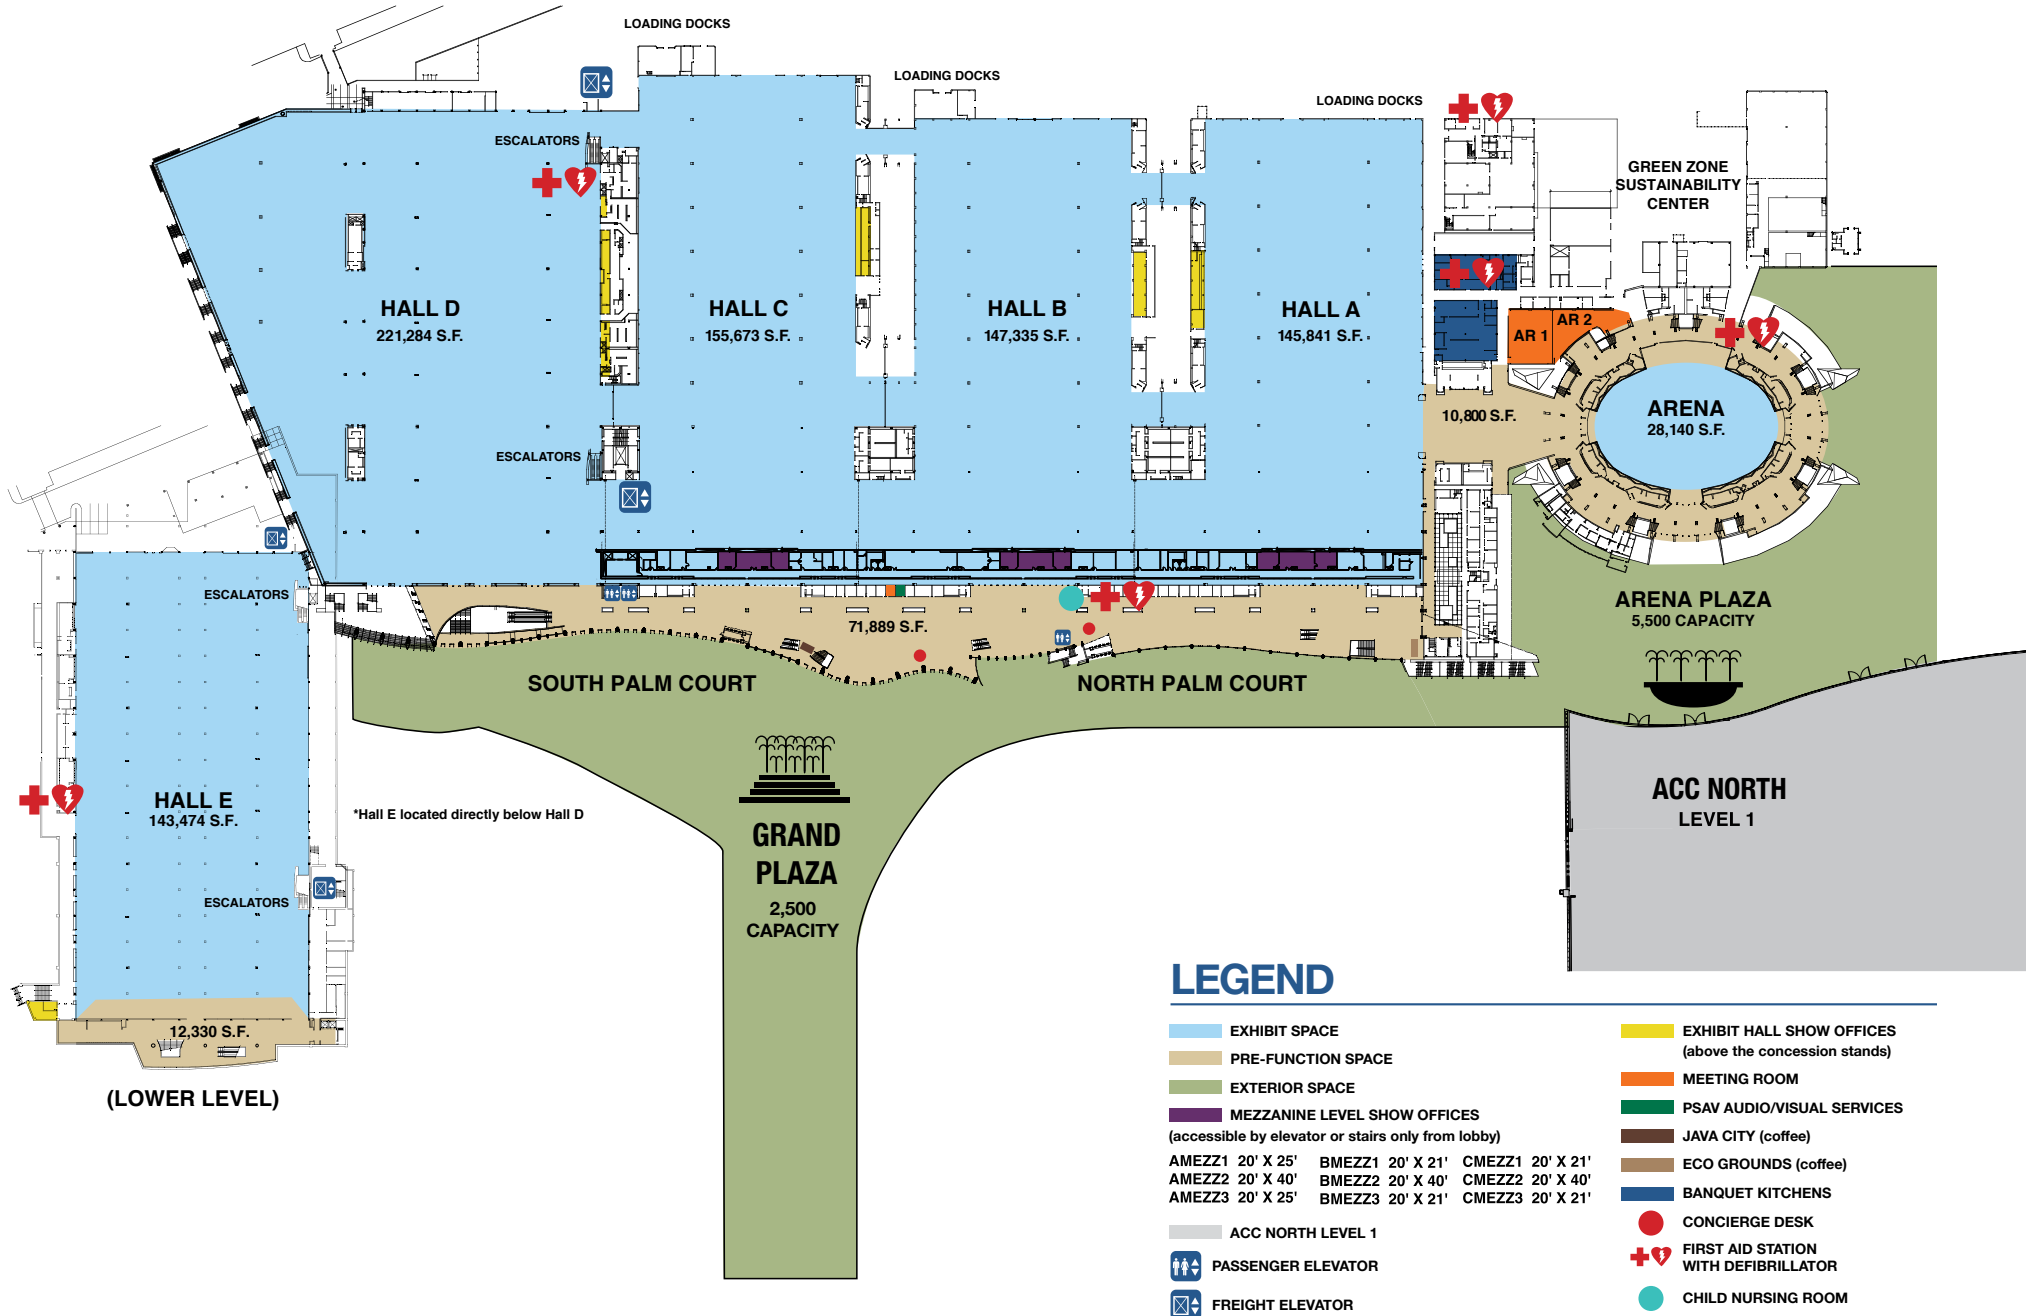 LOADING DOCKS
LOADING DOCKS
LOADING DOCKS
ESCALATORS
GREEN ZONE
SUSTAINABILITY
CENTER
HALL D
221,284 S.F.
HALL C
155,673 S.F.
HALL B
147,335 S.F.
HALL A
145,841 S.F.
AR 1
AR 2
ARENA
28,140 S.F.
10,800 S.F.
ESCALATORS
ESCALATORS
71,889 S.F.
ARENA PLAZA
5,500 CAPACITY
SOUTH PALM COURT
NORTH PALM COURT
HALL E
143,474 S.F.
*Hall E located directly below Hall D
GRAND
PLAZA
2,500
CAPACITY
ACC NORTH
LEVEL 1
ESCALATORS
12,330 S.F.
(LOWER LEVEL)
LEGEND
EXHIBIT SPACE
PRE-FUNCTION SPACE
EXTERIOR SPACE
MEZZANINE LEVEL SHOW OFFICES
(accessible by elevator or stairs only from lobby)
AMEZZ1 20' X 25' BMEZZ1 20' X 21' CMEZZ1 20' X 21'
AMEZZ2 20' X 40' BMEZZ2 20' X 40' CMEZZ2 20' X 40'
AMEZZ3 20' X 25' BMEZZ3 20' X 21' CMEZZ3 20' X 21'
ACC NORTH LEVEL 1
PASSENGER ELEVATOR
FREIGHT ELEVATOR
EXHIBIT HALL SHOW OFFICES
(above the concession stands)
MEETING ROOM
PSAV AUDIO/VISUAL SERVICES
JAVA CITY (coffee)
ECO GROUNDS (coffee)
BANQUET KITCHENS
CONCIERGE DESK
FIRST AID STATION
WITH DEFIBRILLATOR
CHILD NURSING ROOM